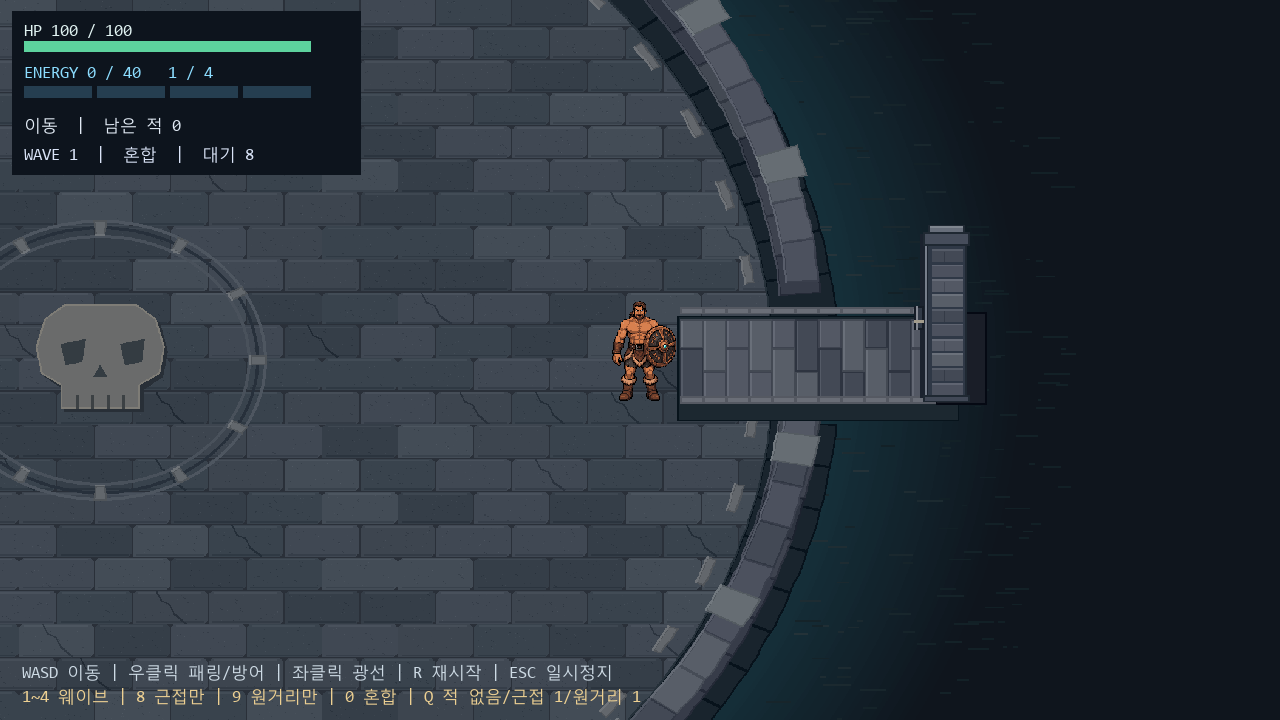 HP 100 / 100
ENERGY 0 / 40 1 / 4
이동 | 남은 적 0
WAVE 1 | 혼합 | 대기 8
WASD 이동 | 우클릭 패링/방어 | 좌클릭 광선 | R 재시작 | ESC 일시정지
1~4 웨이브 | 8 근접만 | 9 원거리만 | 0 혼합 | Q 적 없음/근접 1/원거리 1